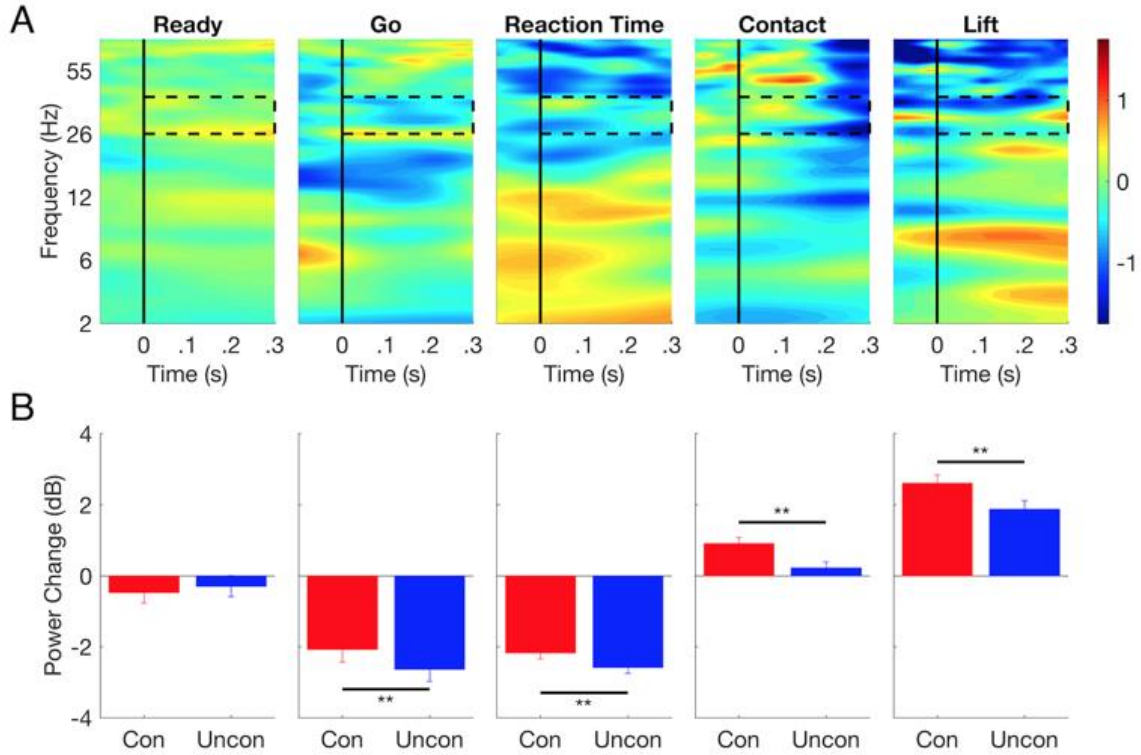 A
Ready Go Reaction Time Contact Lift
Frequency (Hz)
55
26
12
6
2
0 .1 .2 .3 0 .1 .2 .3 0 .1 .2 .3 0 .1 .2 .3 0 .1 .2 .3
Time (s) Time (s) Time (s) Time (s) Time (s)
1
0
-1
B
Power Change (dB)
4
2
0
-2
-4
** ** ** **
Con Uncon Con Uncon Con Uncon Con Uncon Con Uncon